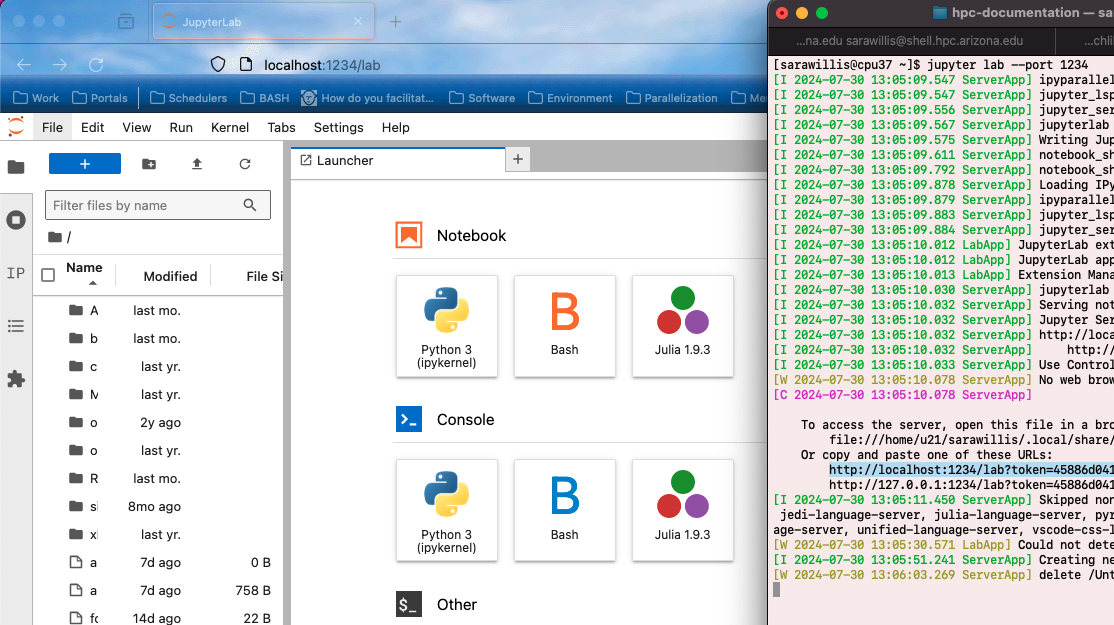 JupyterLab
localhost:1234/lab
Work
Portals
Schedulers
BASH
How do you facilitat...
Software
Environment
Parallelization
File
Edit
View
Run
Kernel
Tabs
Settings
Help
Filter files by name
/
Name
Modified
File Si
A
last mo.
b
last mo.
c
last yr.
last yr.
o
2y ago
o
last yr.
R
last mo.
si
8mo ago
last yr.
a
7d ago
0 B
a
7d ago
758 B
14d ago
22 B
IP
Launcher
Notebook
Python 3
(ipykernel)
Bash
Julia 1.9.3
Console
Python 3
(ipykernel)
Bash
Julia 1.9.3
$_ Other
hpc-documentation — sa
...na.edu sarawillis@shell.hpc.arizona.edu
...chli
[sarawillis@cpu37 ~]$ jupyter lab --port 1234
[I 2024-07-30 13:05:09.547 ServerApp] ipyparallel
[I 2024-07-30 13:05:09.547 ServerApp] jupyter_lsp
[I 2024-07-30 13:05:09.556 ServerApp] jupyter_ser
[I 2024-07-30 13:05:09.567 ServerApp] jupyterlab
[I 2024-07-30 13:05:09.575 ServerApp] Writing Jup
[I 2024-07-30 13:05:09.611 ServerApp] notebook_sh
[I 2024-07-30 13:05:09.792 ServerApp] notebook_sh
[I 2024-07-30 13:05:09.878 ServerApp] Loading IPy
[I 2024-07-30 13:05:09.879 ServerApp] ipyparallel
[I 2024-07-30 13:05:09.883 ServerApp] jupyter_lsp
[I 2024-07-30 13:05:09.884 ServerApp] jupyter_ser
[I 2024-07-30 13:05:10.012 LabApp] JupyterLab ext
[I 2024-07-30 13:05:10.012 LabApp] JupyterLab app
[I 2024-07-30 13:05:10.013 LabApp] Extension Mana
[I 2024-07-30 13:05:10.030 ServerApp] jupyterlab
[I 2024-07-30 13:05:10.032 ServerApp] Serving not
[I 2024-07-30 13:05:10.032 ServerApp] Jupyter Ser
[I 2024-07-30 13:05:10.032 ServerApp] http://loca
[I 2024-07-30 13:05:10.032 ServerApp] http://
[I 2024-07-30 13:05:10.033 ServerApp] Use Control
[W 2024-07-30 13:05:10.078 ServerApp] No web brow
[C 2024-07-30 13:05:10.078 ServerApp]
To access the server, open this file in a bro
file:///home/u21/sarawillis/.local/share/
Or copy and paste one of these URLs:
http://localhost:1234/lab?token=45886d041
http://127.0.0.1:1234/lab?token=45886d041
[I 2024-07-30 13:05:11.450 ServerApp] Skipped non
jedi-language-server, julia-language-server, pyr
age-server, unified-language-server, vscode-css-l
[W 2024-07-30 13:05:30.571 LabApp] Could not dete
[I 2024-07-30 13:05:51.241 ServerApp] Creating ne
[W 2024-07-30 13:06:03.269 ServerApp] delete /Unt